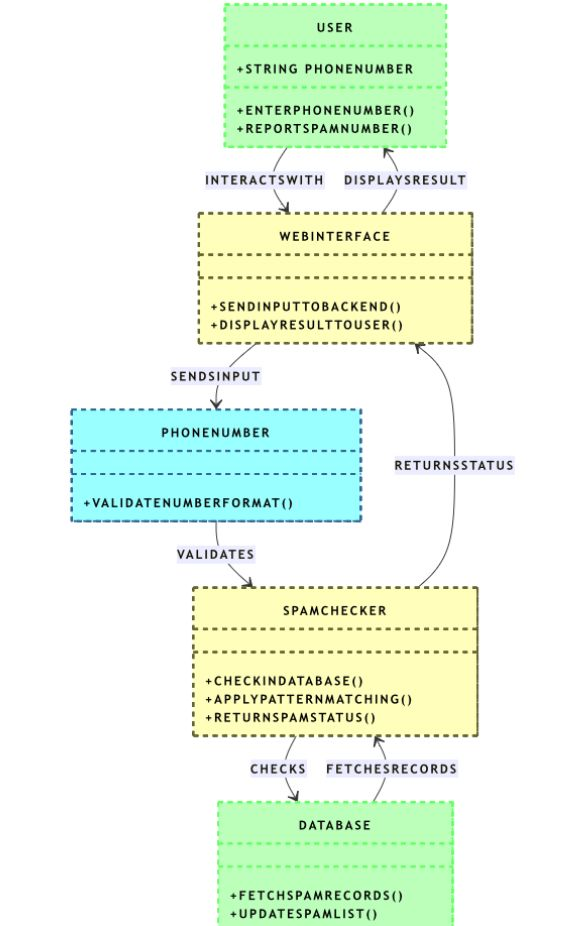 USER
+STRING PHONENUMBER
+ENTERPHONENUMBER()
+REPORTSPAMNUMBER()
INTERACTSWITH
DISPLAYSRESULT
WEBINTERFACE
+SENDINPUTTOBACKEND()
+DISPLAYRESULTTOUSER()
SENDSINPUT
PHONENUMBER
RETURNSSTATUS
+VALIDATENUMBERFORMAT()
VALIDATES
SPAMCHECKER
+CHECKINDATABASE()
+APPLYPATTERNMATCHING()
+RETURNSPAMSTATUS()
CHECKS
FETCHESRECORDS
DATABASE
+FETCHSPAMRECORDS()
+UPDATESPAMLIST()